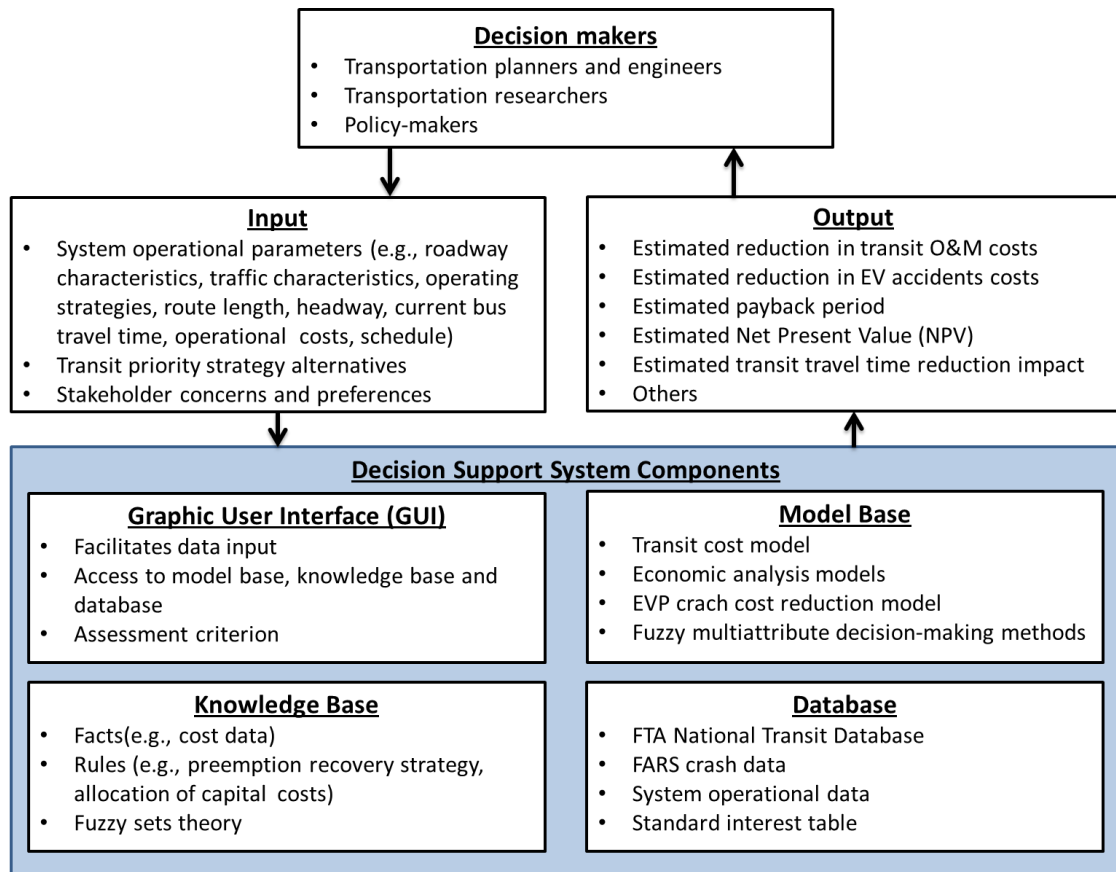 Decision makers
• Transportation planners and engineers
• Transportation researchers
• Policy-makers
Input
• System operational parameters (e.g., roadway
characteristics, traffic characteristics, operating
strategies, route length, headway, current bus
travel time, operational costs, schedule)
• Transit priority strategy alternatives
• Stakeholder concerns and preferences
Output
• Estimated reduction in transit O&M costs
• Estimated reduction in EV accidents costs
• Estimated payback period
• Estimated Net Present Value (NPV)
• Estimated transit travel time reduction impact
• Others
Decision Support System Components
Graphic User Interface (GUI)
• Facilitates data input
• Access to model base, knowledge base and
database
• Assessment criterion
Model Base
• Transit cost model
• Economic analysis models
• EVP crach cost reduction model
• Fuzzy multiattribute decision-making methods
Knowledge Base
• Facts(e.g., cost data)
• Rules (e.g., preemption recovery strategy,
allocation of capital costs)
• Fuzzy sets theory
Database
• FTA National Transit Database
• FARS crash data
• System operational data
• Standard interest table